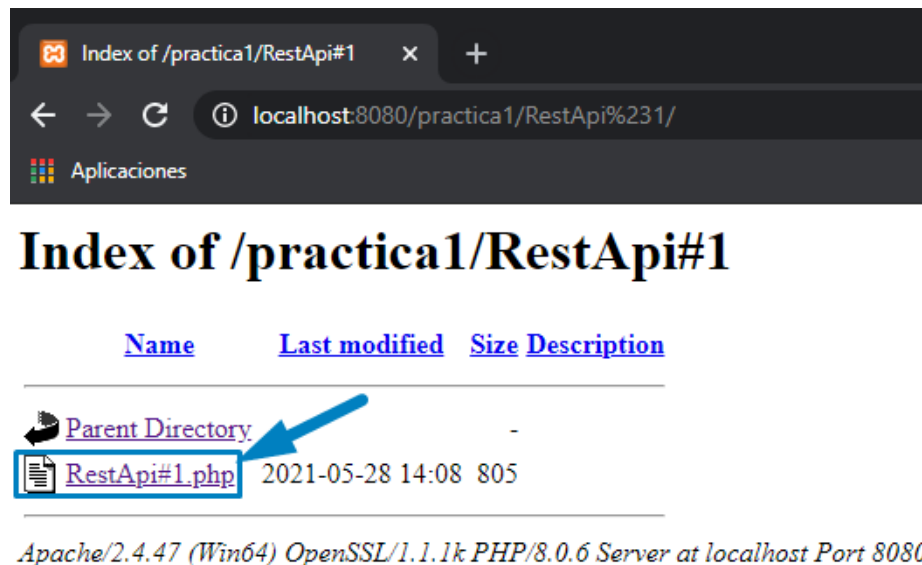 Index of /practica1/RestApi#1
localhost:8080/practica1/RestApi%231/
Aplicaciones
Index of /practica1/RestApi#1
Name Last modified Size Description
Parent Directory -
RestApi#1.php 2021-05-28 14:08 805
Apache/2.4.47 (Win64) OpenSSL/1.1.1k PHP/8.0.6 Server at localhost Port 8080